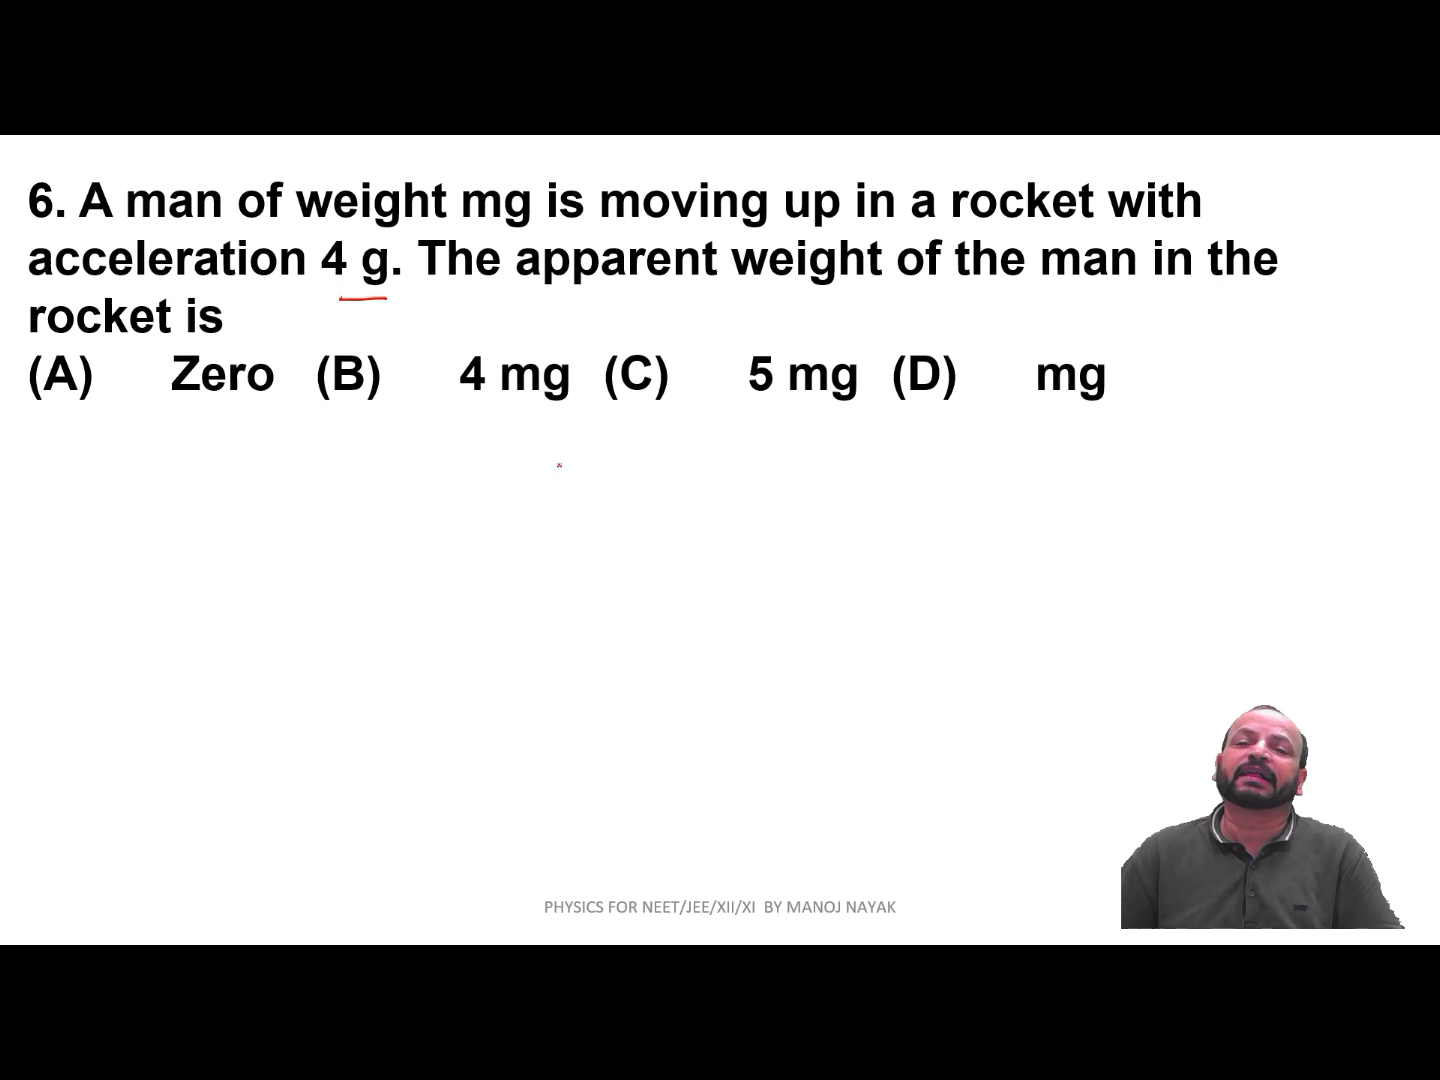 6. A man of weight mg is moving up in a rocket with
acceleration 4 g. The apparent weight of the man in the
rocket is
(A) Zero (B) 4 mg (C) 5 mg (D) mg
PHYSICS FOR NEET/JEE/XII/XI BY MANOJ NAYAK